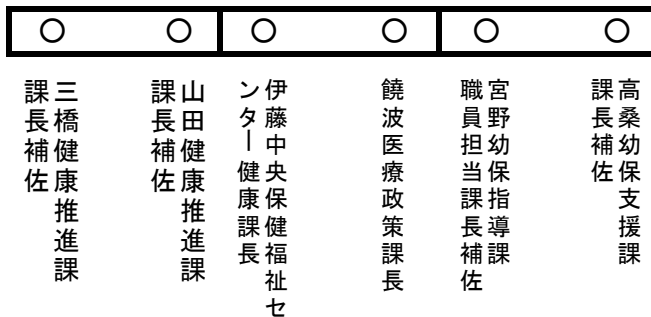 三橋健康推進課
課長補佐
山田健康推進課
課長補佐
伊藤中央保健福祉セ
ンター健康課長
饒波医療政策課長
宮野幼保指導課
職員担当課長補佐
高桑幼保支援課
課長補佐